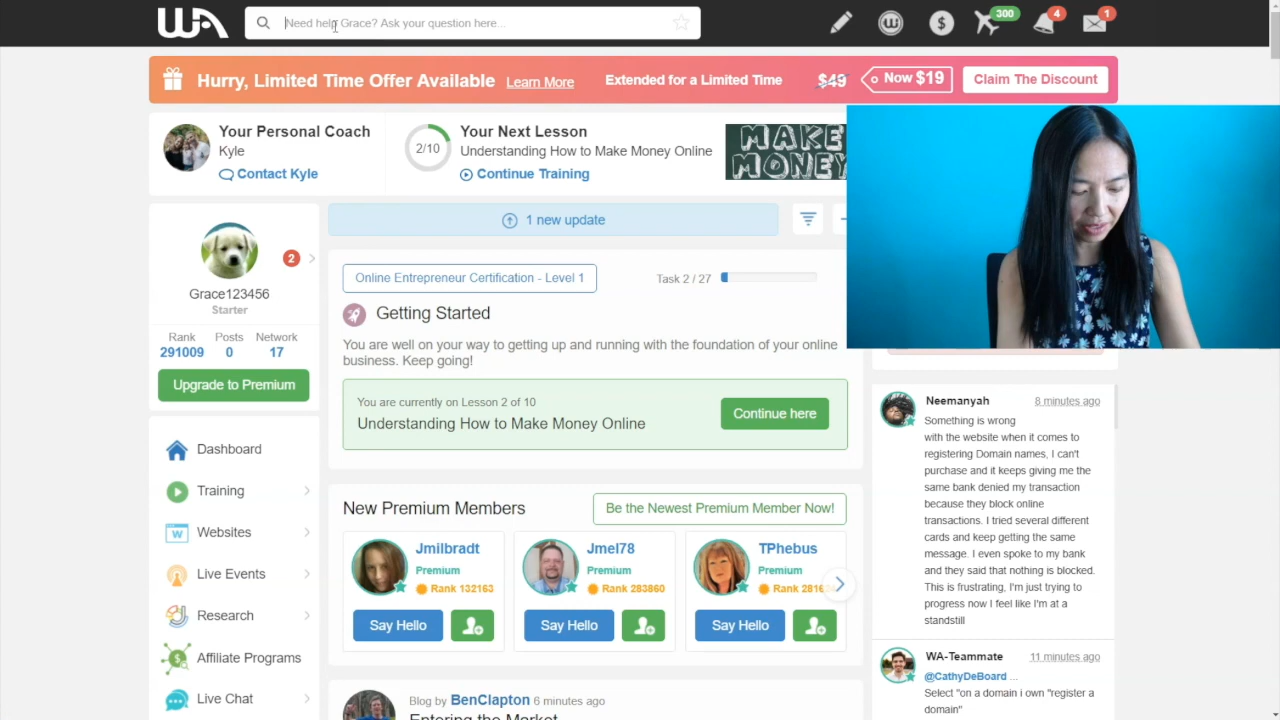 WA
Need help Grace? Ask your question here...
300
4
1
Hurry, Limited Time Offer Available
Learn More
Extended for a Limited Time
$49
Now $19
Claim The Discount
Your Personal Coach
Kyle
Contact Kyle
2/10
Your Next Lesson
Understanding How to Make Money Online
Continue Training
MAKE
MONEY
1 new update
2
Grace123456
Starter
Rank
Posts
Network
291009
0
17
Upgrade to Premium
Dashboard
Training
Websites
Live Events
Research
Affiliate Programs
Live Chat
Online Entrepreneur Certification - Level 1
Task 2 / 27
Getting Started
You are well on your way to getting up and running with the foundation of your online
business. Keep going!
You are currently on Lesson 2 of 10
Understanding How to Make Money Online
Continue here
New Premium Members
Be the Newest Premium Member Now!
Jmilbradt
Premium
Rank 132163
Say Hello
Jmel78
Premium
Rank 283860
Say Hello
TPhebus
Premium
Rank
Say Hello
Blog by BenClapton 6 minutes ago
Entering the Market
Neemanyah
8 minutes ago
Something is wrong
with the website when it comes to
registering Domain names, I can't
purchase and it keeps giving me the
same bank denied my transaction
because they block online
transactions. I tried several different
cards and keep getting the same
message. I even spoke to my bank
and they said that nothing is blocked.
This is frustrating, I'm just trying to
progress now I feel like I'm at a
standstill
WA-Teammate
11 minutes ago
@CathyDeBoard ...
Select "on a domain i own "register a
domain"